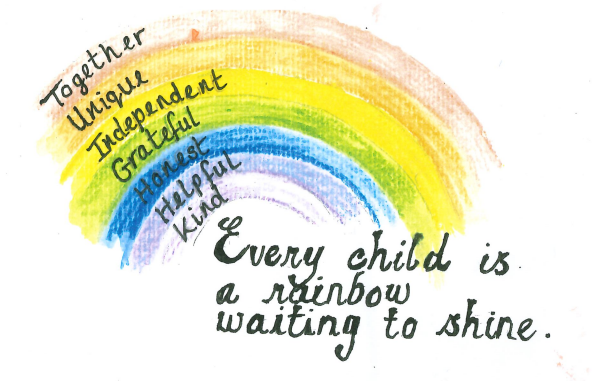 Together
Unique
Independent
Grateful
Honest
Helpful
Kind
Every child is
a rainbow
waiting to shine.